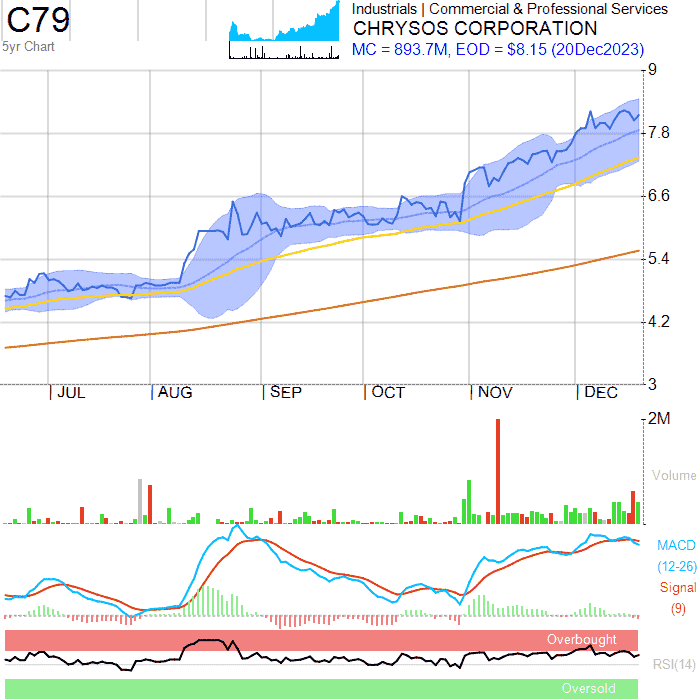 C79
5yr Chart
Industrials | Commercial & Professional Services
CHRYSOS CORPORATION
MC = 893.7M, EOD = $8.15 (20Dec2023)
9
7.8
6.6
5.4
4.2
3
JUL
AUG
SEP
OCT
NOV
DEC
2M
Volume
MACD
(12-26)
Signal
(9)
Overbought
RSI(14)
Oversold